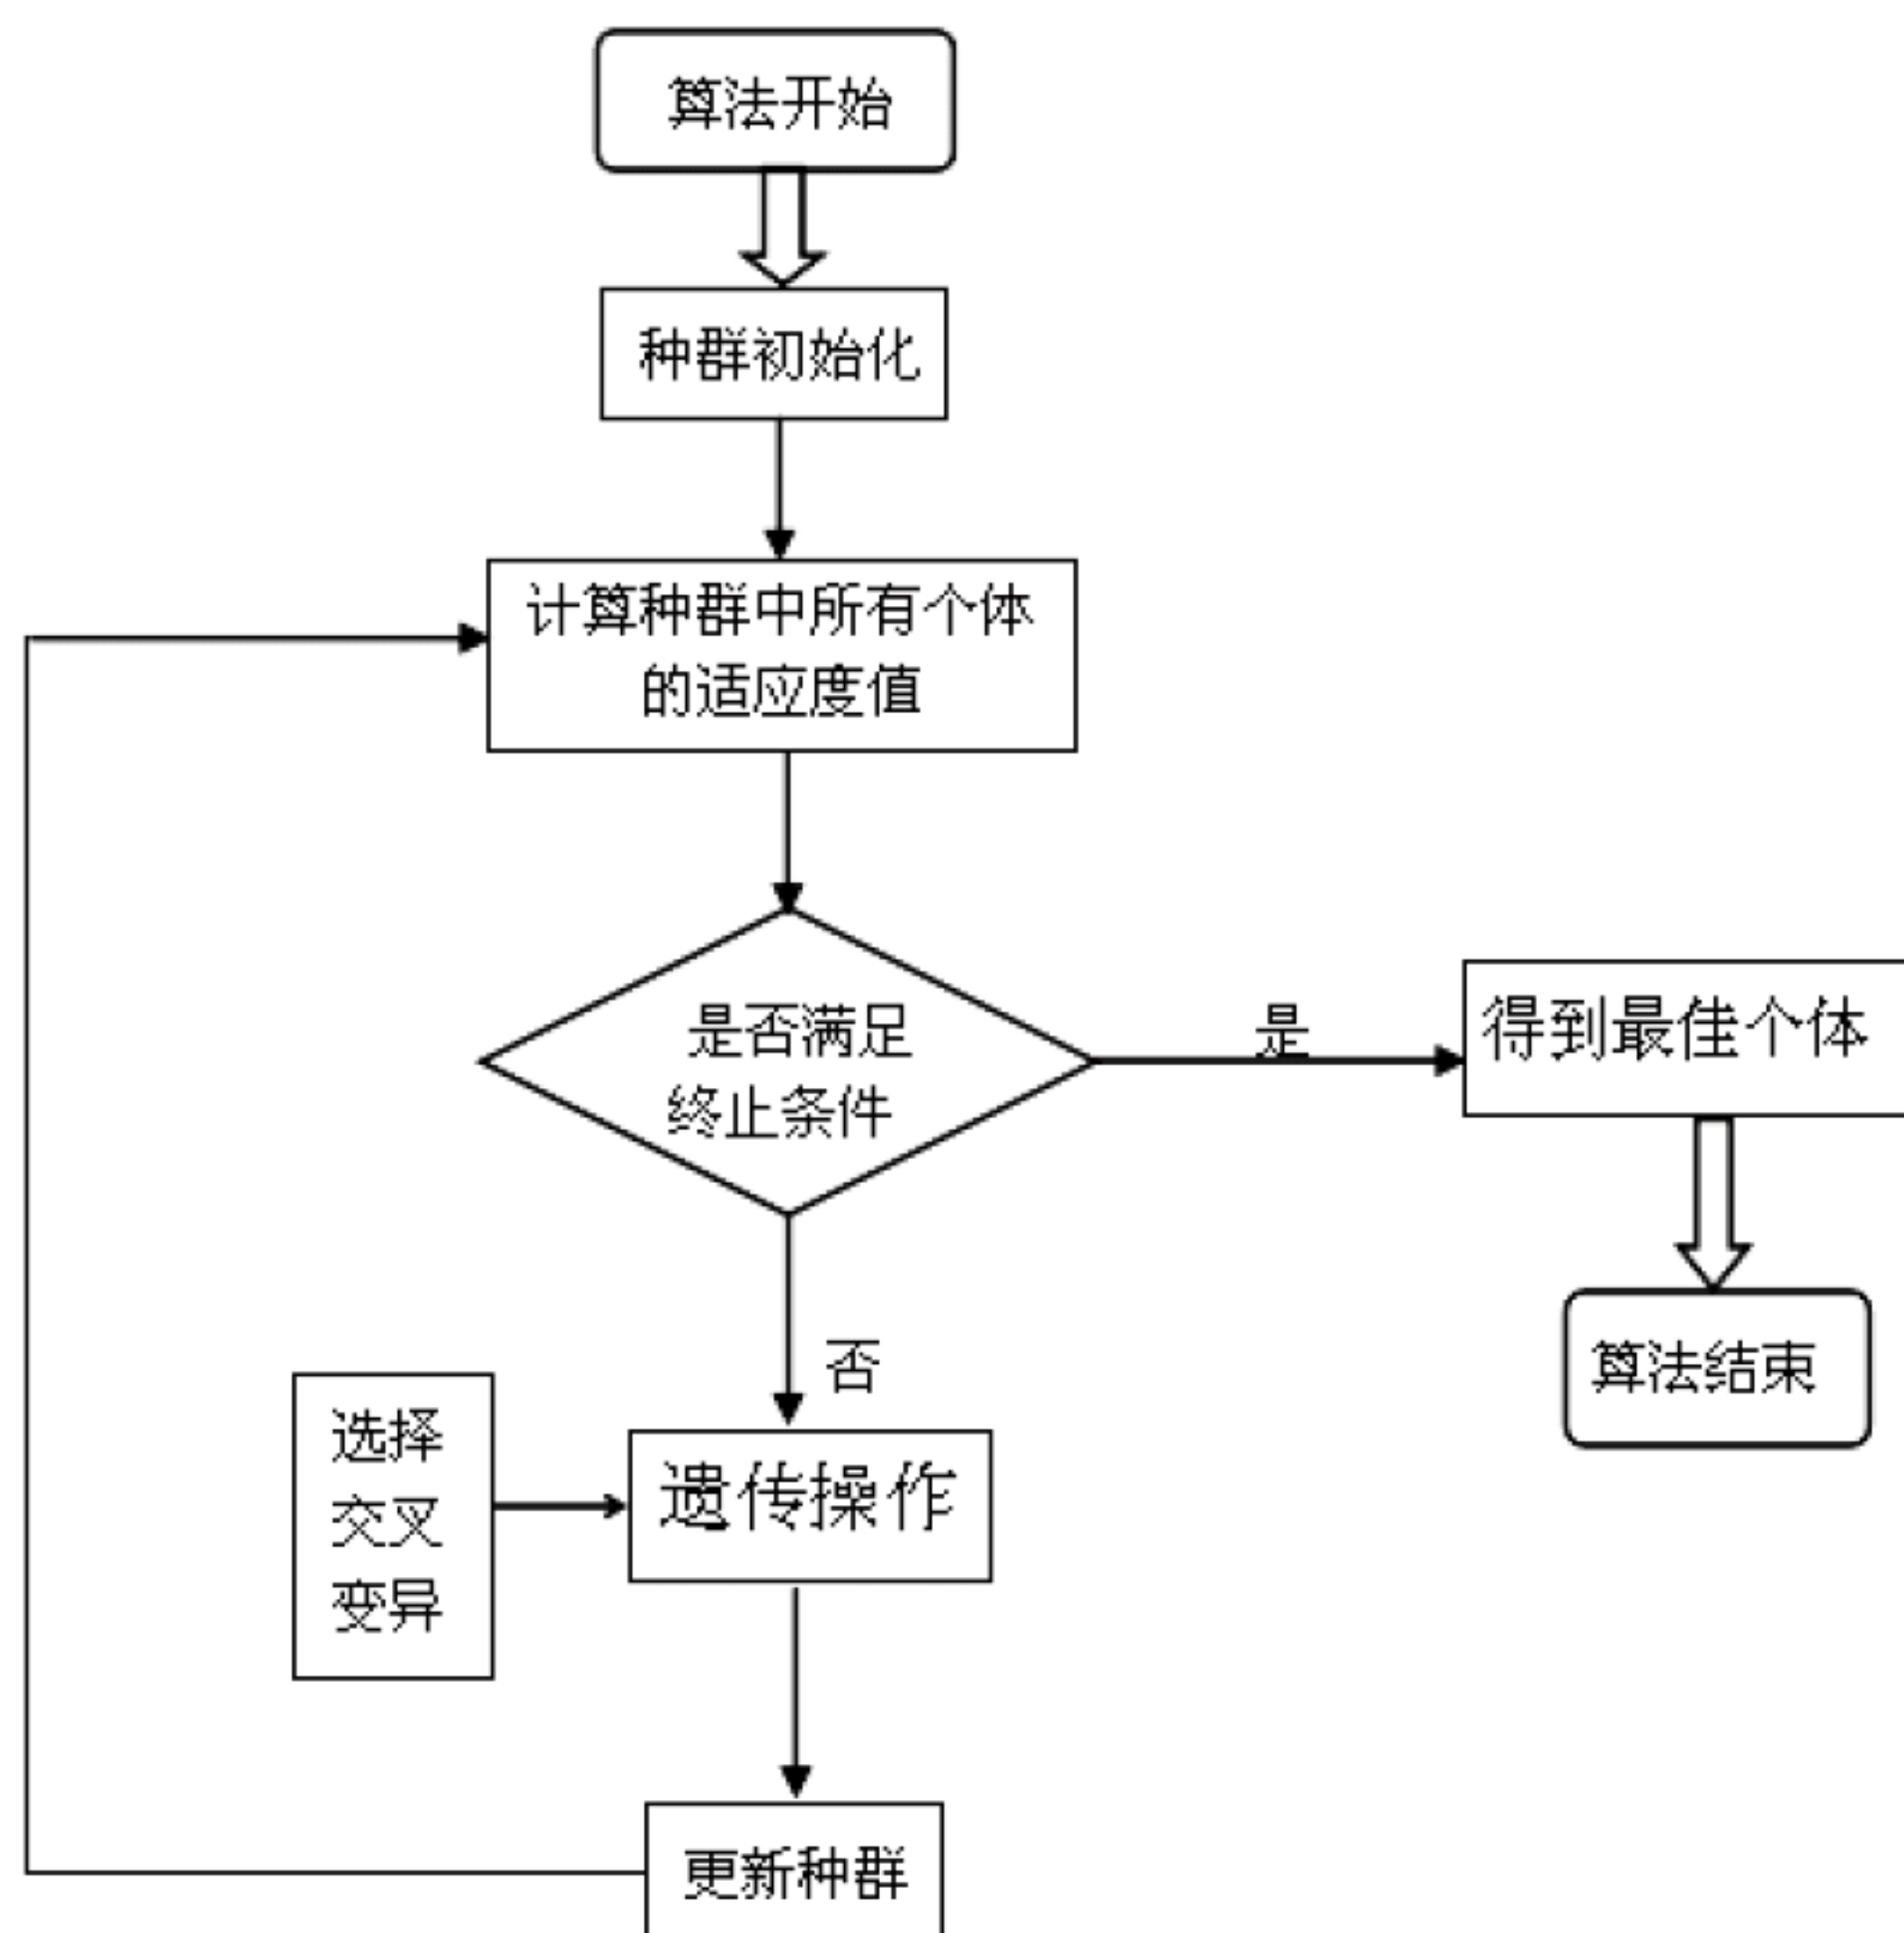 算法开始
种群初始化
计算种群中所有个体
的适应度值
是否满足
终止条件
是
得到最佳个体
算法结束
否
选择
交叉
变异
遗传操作
更新种群